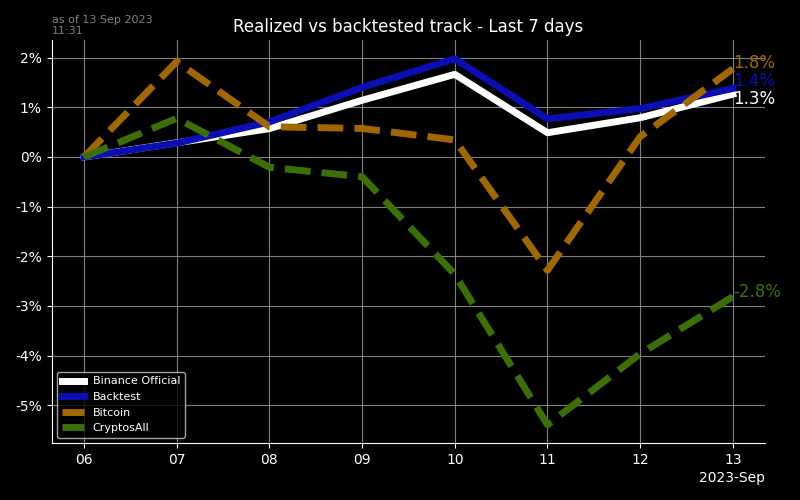 as of 13 Sep 2023
11:31
Realized vs backtested track - Last 7 days
2%
1%
0%
-1%
-2%
-3%
-4%
-5%
1.8%
1.4%
1.3%
-2.8%
Binance Official
Backtest
Bitcoin
CryptosAll
06 07 08 09 10 11 12 13
2023-Sep